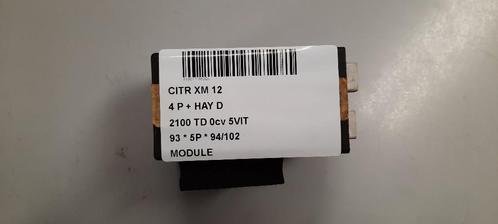 CITR XM 12
4 P + HAY D
2100 TD 0cv 5VIT
93 * 5P * 94/102
MODULE